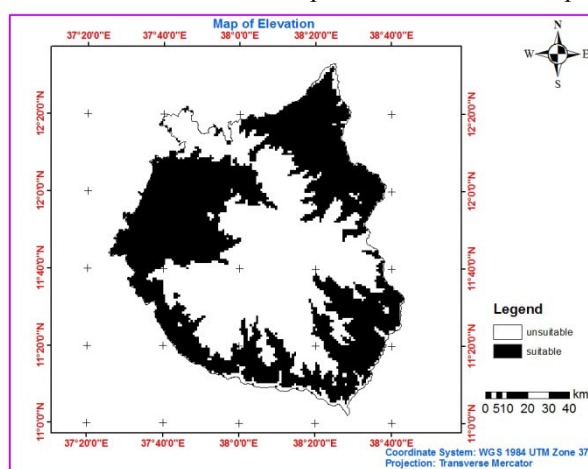 Map of Elevation
37°20'0"E 37°40'0"E 38°0'0"E 38°20'0"E 38°40'0"E
N
W E
S
12°20'0"N 12°20'0"N
12°0'0"N 12°0'0"N
11°40'0"N 11°40'0"N
11°20'0"N 11°20'0"N
11°0'0"N 11°0'0"N
Legend
unsuitable
suitable
km
0 510 20 30 40
37°20'0"E 37°40'0"E 38°0'0"E 38°20'0"E 38°40'0"E
Coordinate System: WGS 1984 UTM Zone 37
Projection: Transverse Mercator